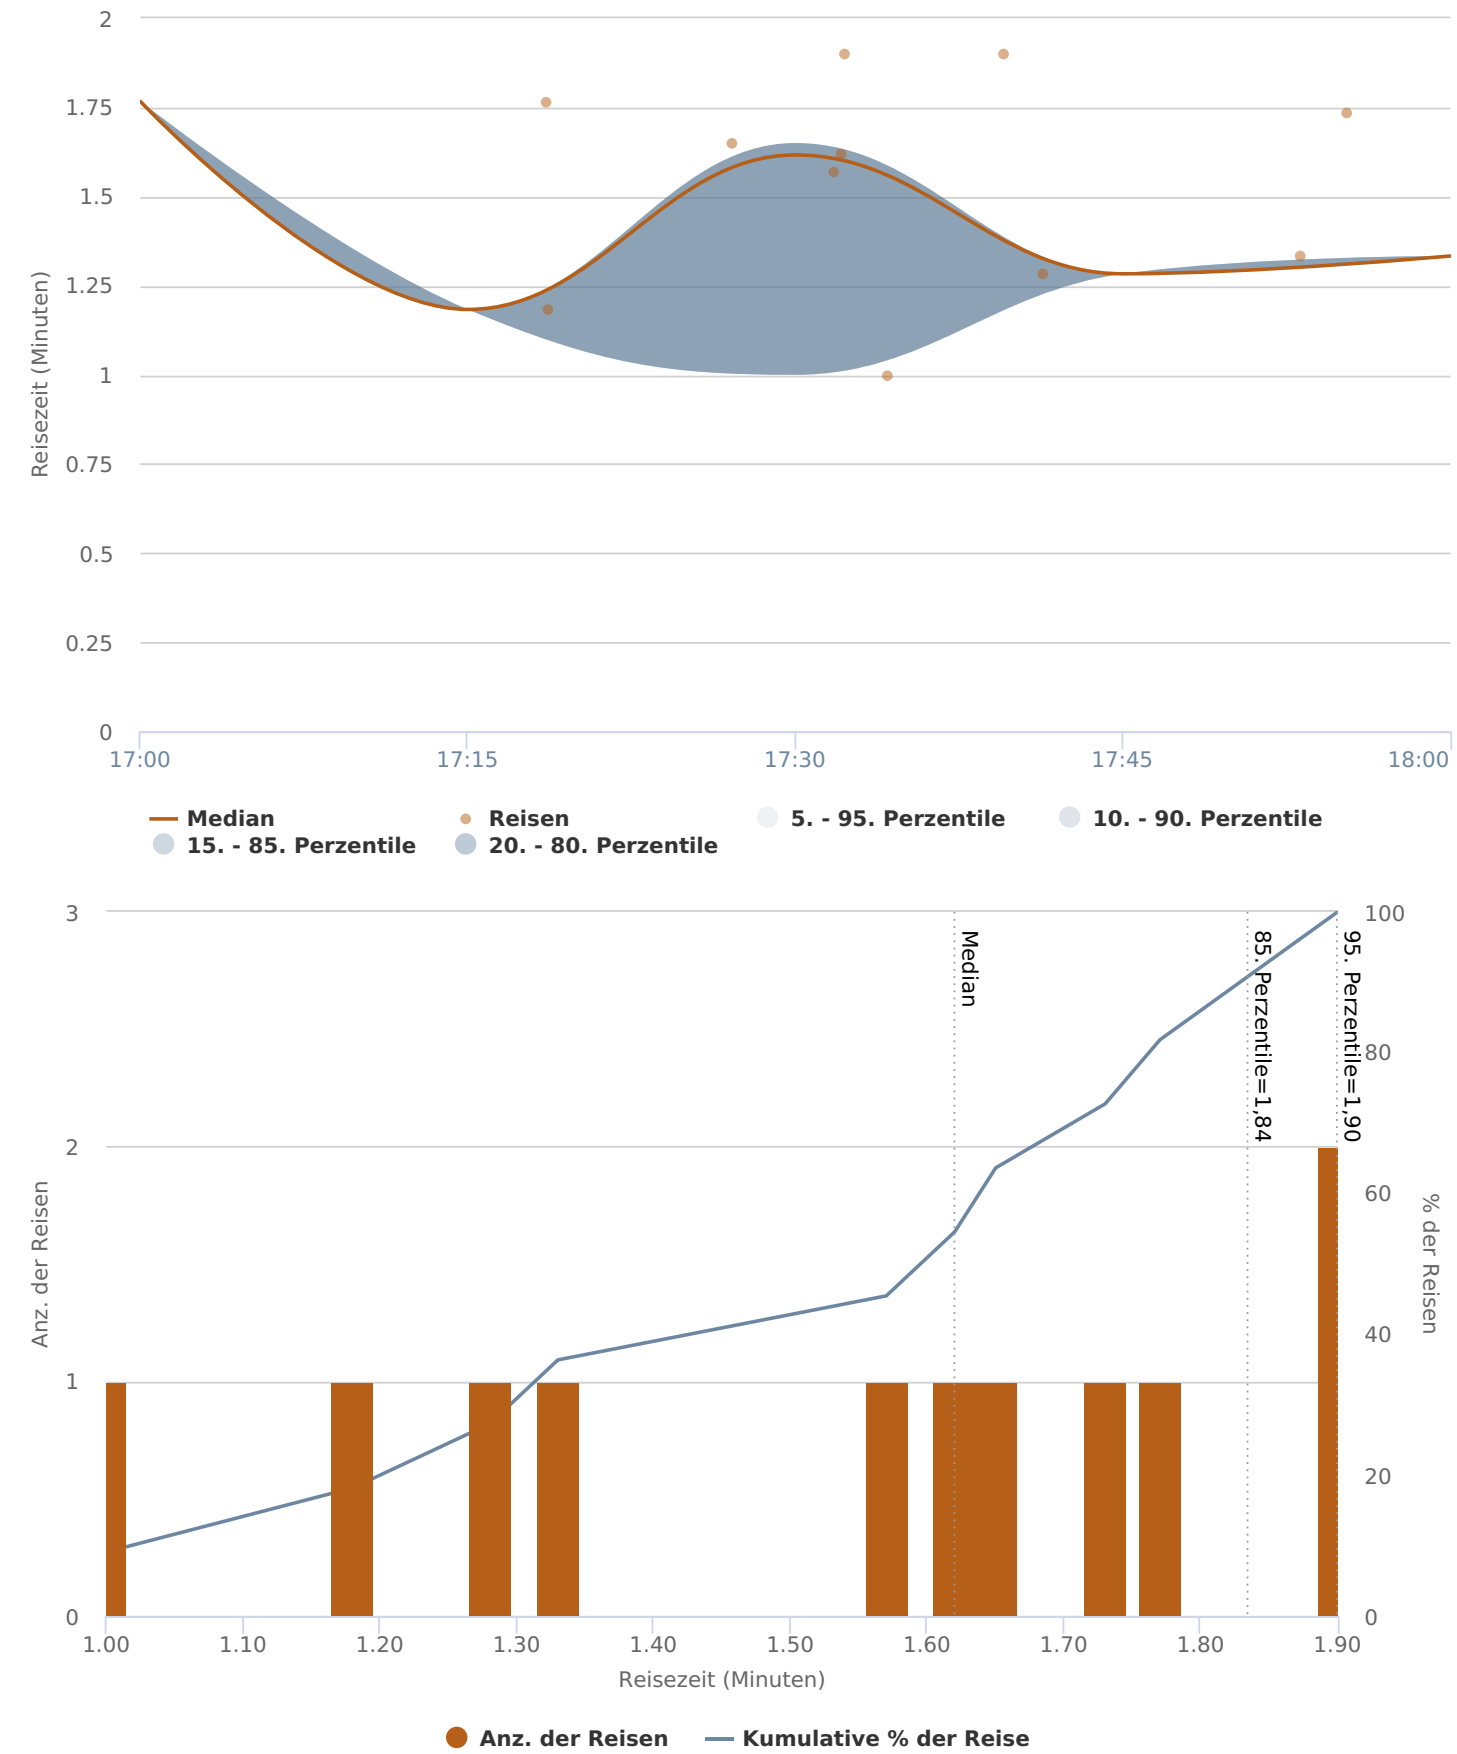 2
1.75
1.5
1.25
1
0.75
0.5
0.25
0
Reisezeit (Minuten)
17:00 17:15 17:30 17:45 18:00
Median Reisen 5. - 95. Perzentile 10. - 90. Perzentile
15. - 85. Perzentile 20. - 80. Perzentile
3
2
1
0
Anz. der Reisen
Median
85. Perzentile=1,84
95. Perzentile=1,90
100
80
60
40
20
0
% der Reisen
1.00 1.10 1.20 1.30 1.40 1.50 1.60 1.70 1.80 1.90
Reisezeit (Minuten)
Anz. der Reisen Kumulative % der Reise